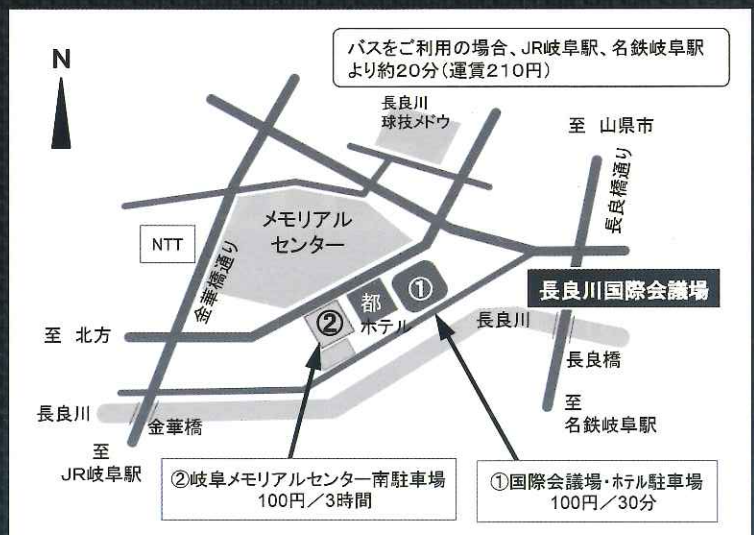 N
バスをご利用の場合、JR岐阜駅、名鉄岐阜駅
より約20分(運賃210円)
長良川
球技メドウ
至 山県市
長良橋通り
メモリアル
センター
NTT
金華橋通り
都
ホテル
①
②
長良川国際会議場
至 北方
長良川
長良橋
長良川
金華橋
至
JR岐阜駅
至
名鉄岐阜駅
②岐阜メモリアルセンター南駐車場
100円/3時間
①国際会議場・ホテル駐車場
100円/30分